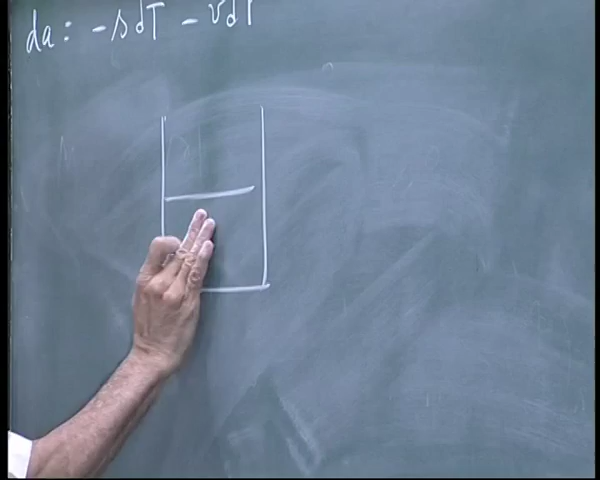 da = -sdT - vdP